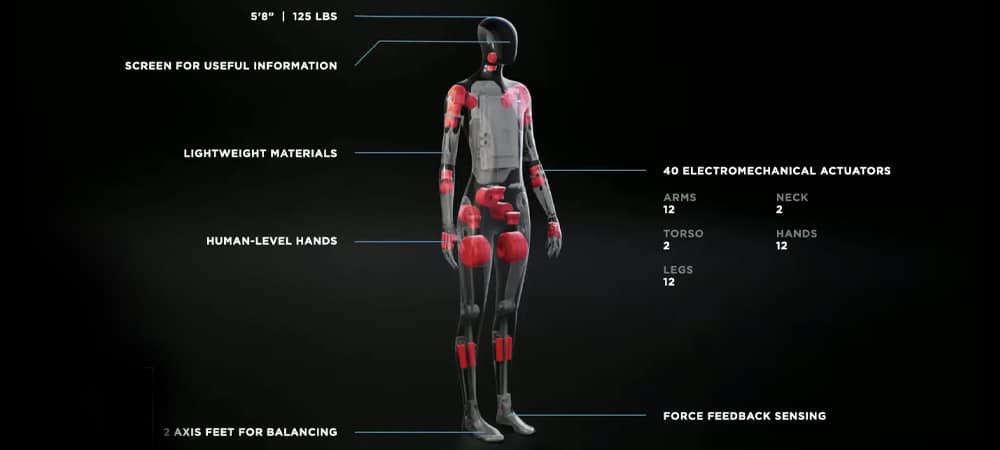 5'8" | 125 LBS
SCREEN FOR USEFUL INFORMATION
LIGHTWEIGHT MATERIALS
HUMAN-LEVEL HANDS
2 AXIS FEET FOR BALANCING
40 ELECTROMECHANICAL ACTUATORS
ARMS NECK
12 2
TORSO HANDS
2 12
LEGS
12
FORCE FEEDBACK SENSING